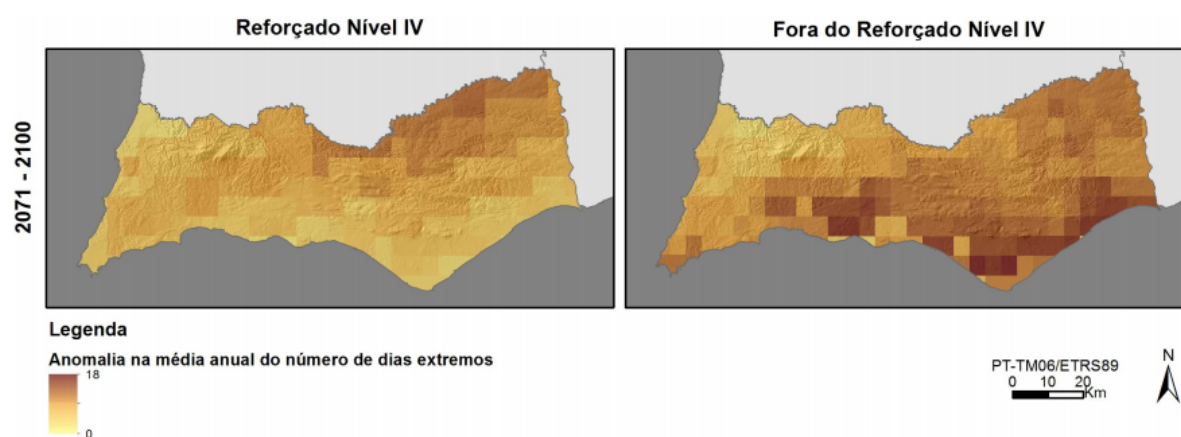 Reforçado Nível IV
Fora do Reforçado Nível IV
2071 - 2100
Legenda
Anomalia na média anual do número de dias extremos
18
0
PT-TM06/ETRS89
0 10 20
Km
N